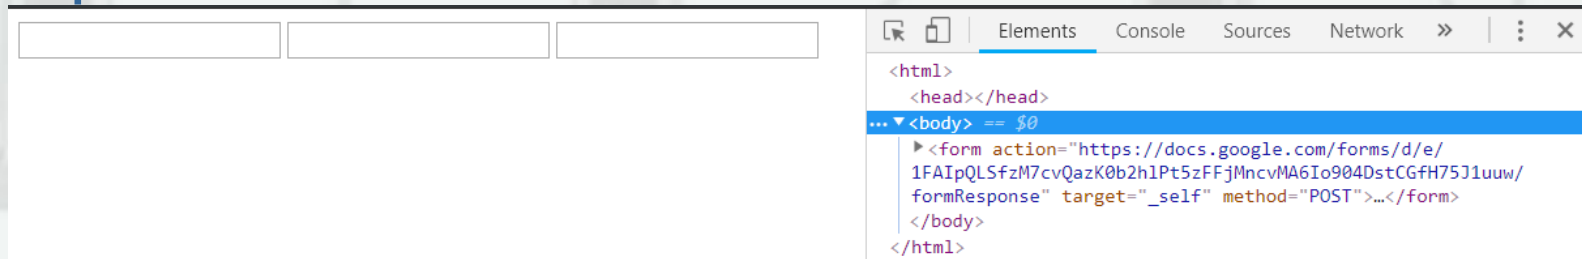 Elements Console Sources Network »
<html>
<head></head>
... ▼<body> == $0
▶<form action="https://docs.google.com/forms/d/e/
1FAIpQLSfzM7cvQazK0b2hlPt5zFFjMncvMA6Io904DstCGfH75J1uuw/
formResponse" target="_self" method="POST">…</form>
</body>
</html>